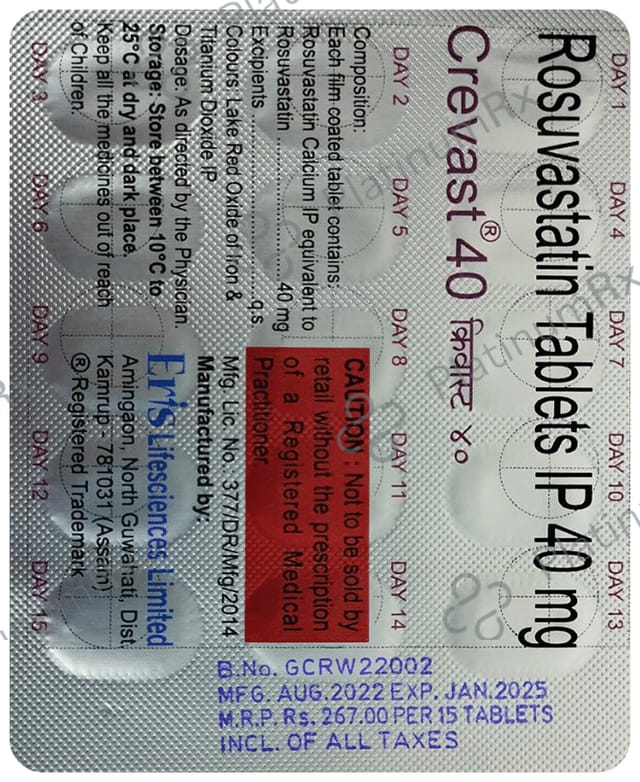 DAY 1 DAY 4 DAY 7 DAY 10 DAY 13
Rosuvastatin Tablets IP 40 mg
Crevast® 40 क्रिवास्ट ४०
DAY 2 DAY 5 DAY 8 DAY 11 DAY 14
Composition:
Each film coated tablet contains:
Rosuvastatin Calcium IP equivalent to
Rosuvastatin .................... 40 mg
Excipients .................... q.s.
Colours: Lake Red Oxide of Iron &
Titanium Dioxide IP
Dosage: As directed by the Physician.
Storage: Store between 10°C to
25°C at dry and dark place.
Keep all the medicines out of reach
of Children.
CAUTION : Not to be sold by
retail without the prescription
of a Registered Medical
Practitioner
Mfg. Lic. No.: 377/DR/Mfg/2014
Manufactured by:
Eris Lifesciences Limited
Amingaon, North Guwahati, Dist.
Kamrup - 781031 (Assam)
® Registered Trademark
DAY 3 DAY 6 DAY 9 DAY 12 DAY 15
B.No. GCRW22002
MFG. AUG.2022 EXP. JAN.2025
M.R.P. Rs. 267.00 PER 15 TABLETS
INCL. OF ALL TAXES
PlatinumRx
PlatinumRx